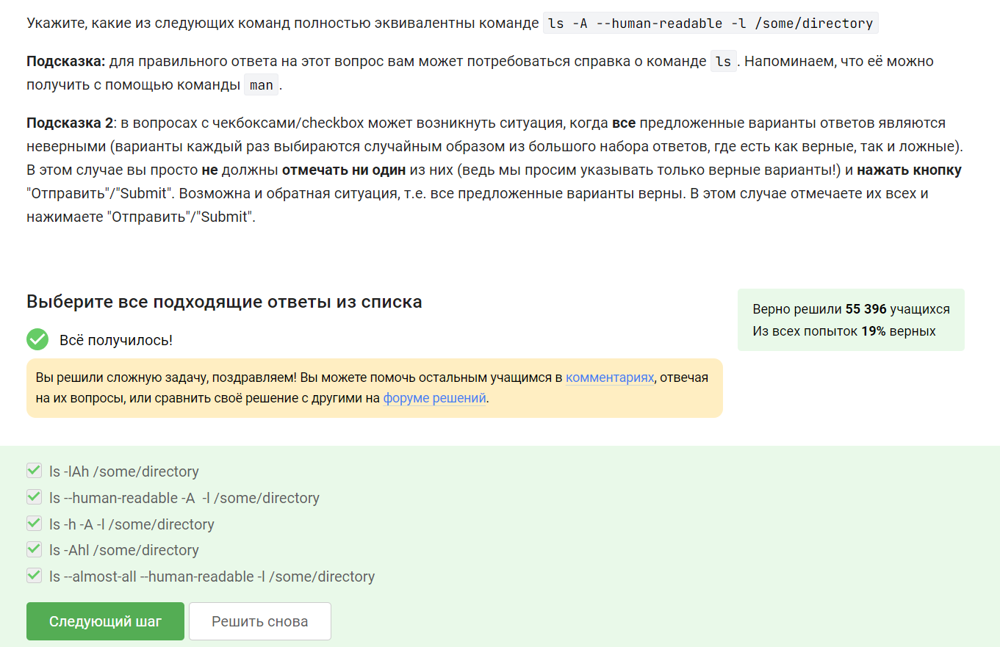 Укажите, какие из следующих команд полностью эквивалентны команде ls -A --human-readable -l /some/directory
Подсказка: для правильного ответа на этот вопрос вам может потребоваться справка о команде ls. Напоминаем, что её можно
получить с помощью команды man.
Подсказка 2: в вопросах с чекбоксами/checkbox может возникнуть ситуация, когда все предложенные варианты ответов являются
неверными (варианты каждый раз выбираются случайным образом из большого набора ответов, где есть как верные, так и ложные).
В этом случае вы просто не должны отмечать ни один из них (ведь мы просим указывать только верные варианты!) и нажать кнопку
"Отправить"/"Submit". Возможна и обратная ситуация, т.е. все предложенные варианты верны. В этом случае отмечаете их всех и
нажимаете "Отправить"/"Submit".
Выберите все подходящие ответы из списка
Верно решили 55 396 учащихся
Из всех попыток 19% верных
Всё получилось!
Вы решили сложную задачу, поздравляем! Вы можете помочь остальным учащимся в комментариях, отвечая
на их вопросы, или сравнить своё решение с другими на форуме решений.
ls -lAh /some/directory
ls --human-readable -A  -l /some/directory
ls -h -A -l /some/directory
ls -Ahl /some/directory
ls --almost-all --human-readable -l /some/directory
Следующий шаг
Решить снова